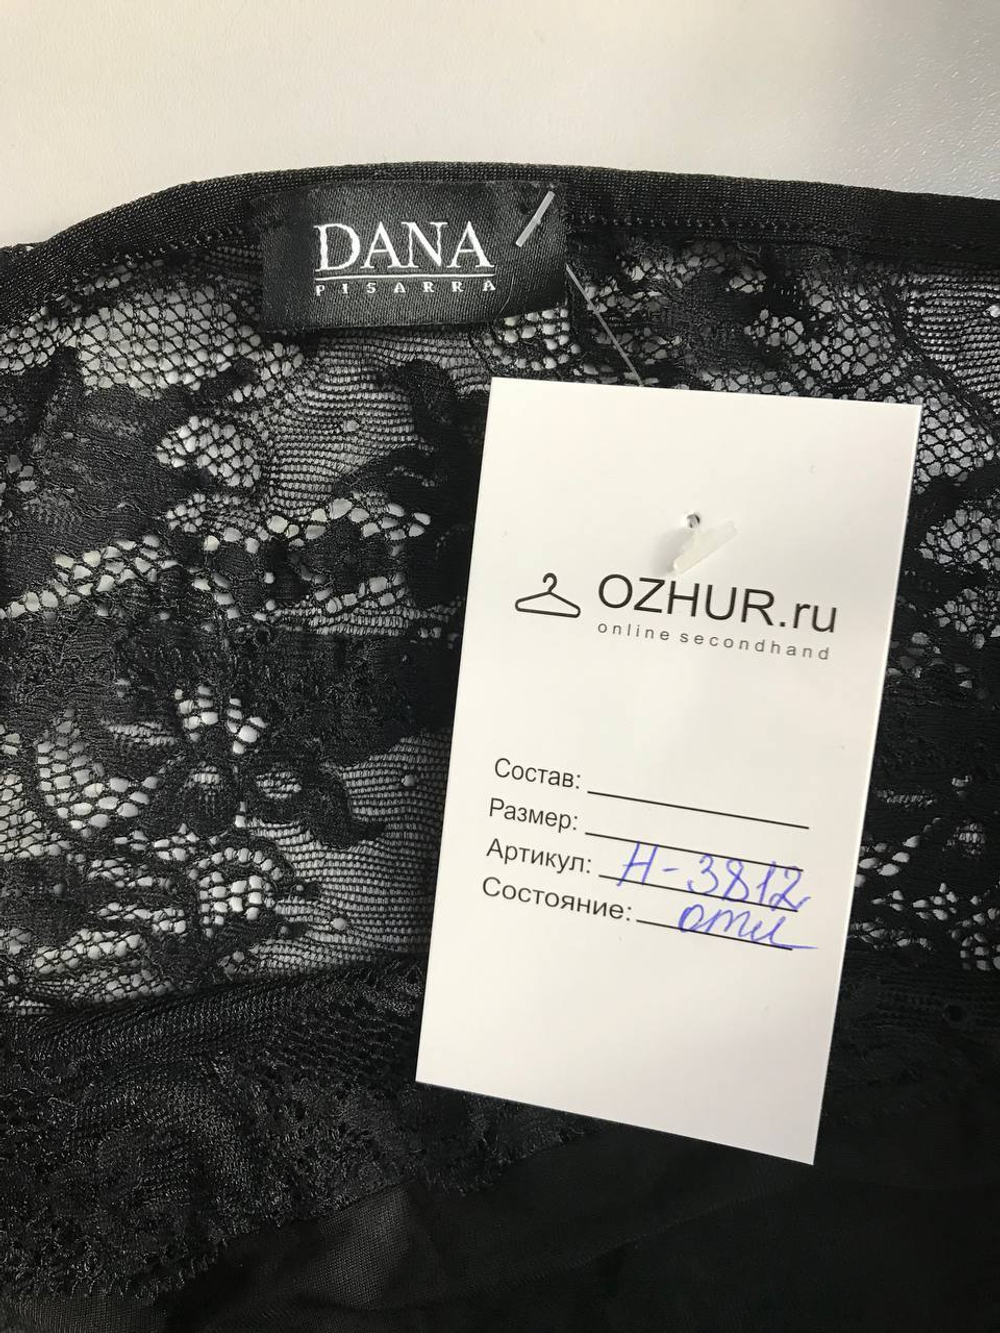 DANA
PISARRA
OZHUR.ru
online secondhand
Состав:
Размер:
Артикул: H-3812
Состояние: отл